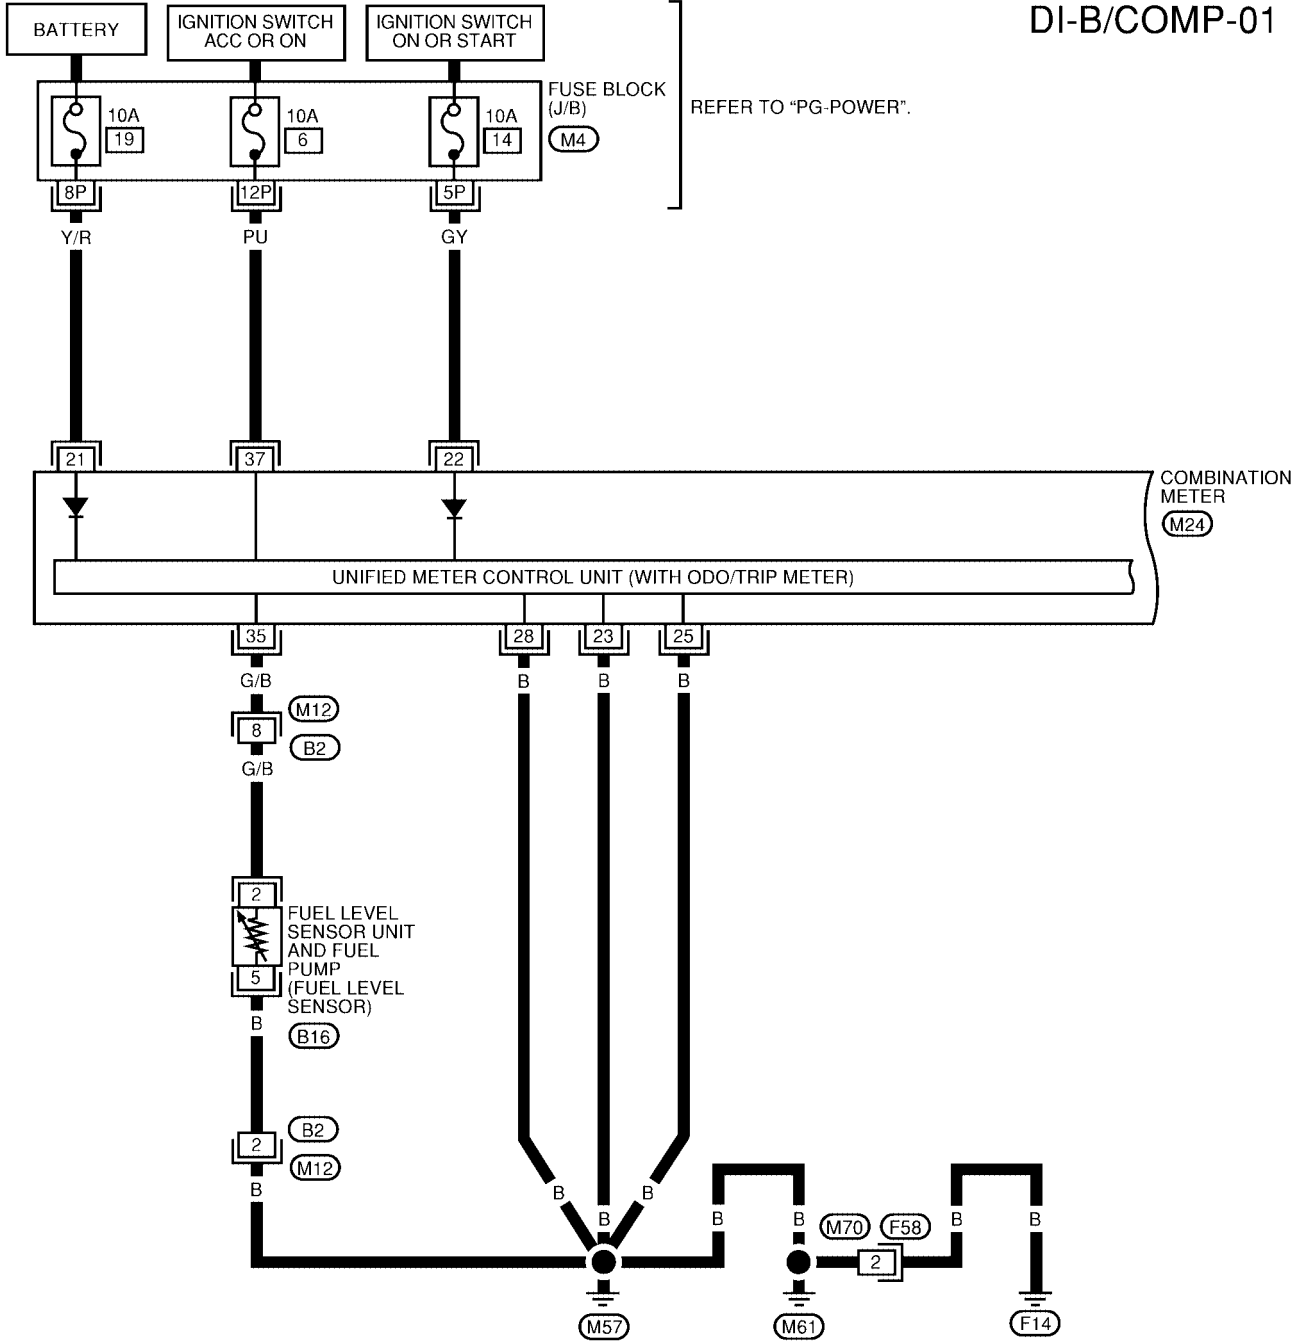 DI-B/COMP-01
BATTERY
IGNITION SWITCH
ACC OR ON
IGNITION SWITCH
ON OR START
FUSE BLOCK
(J/B)
M4
REFER TO “PG-POWER”.
10A
19
10A
6
10A
14
8P
12P
5P
Y/R
PU
GY
21
37
22
COMBINATION
METER
M24
UNIFIED METER CONTROL UNIT (WITH ODO/TRIP METER)
35
28
23
25
G/B
B
B
B
M12
8
B2
G/B
2
FUEL LEVEL
SENSOR UNIT
AND FUEL
PUMP
(FUEL LEVEL
SENSOR)
5
B
B16
B2
2
M12
B
B
B
B
B
B
M70
F58
B
B
2
M57
M61
F14